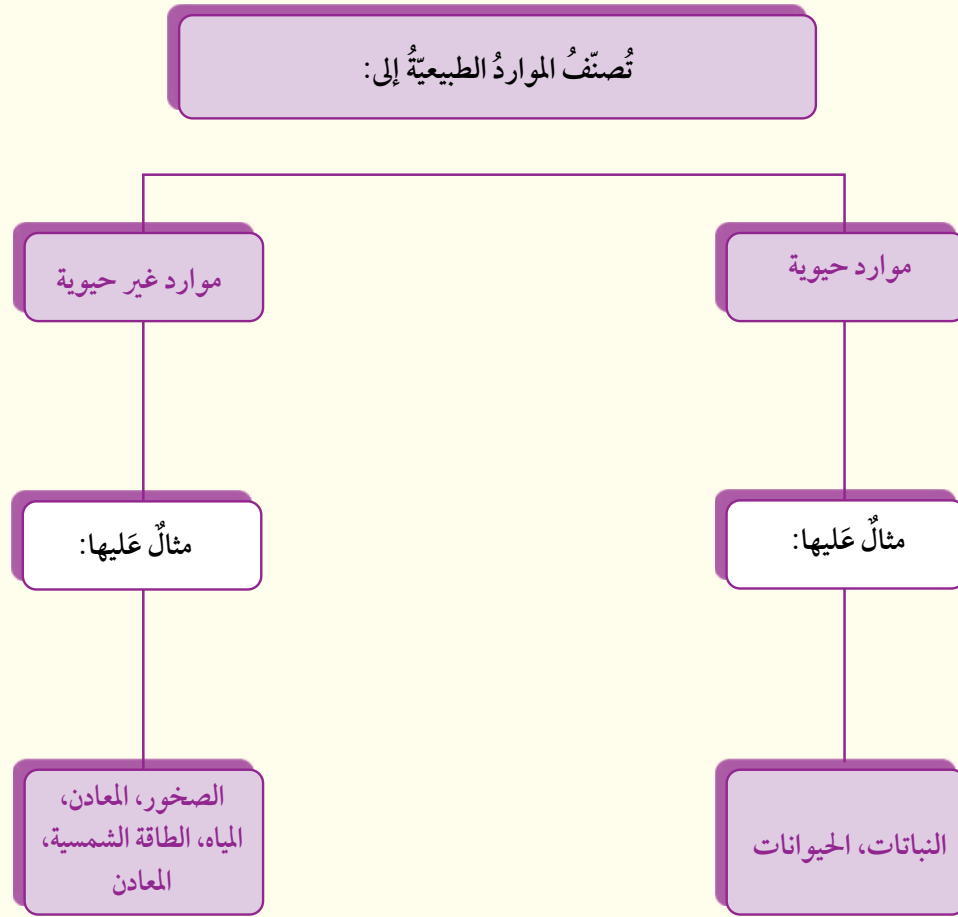 تُصنّفُ المواردُ الطبيعيّةُ إلى:
موارد حيوية
موارد غير حيوية
مثالٌ عَليها:
مثالٌ عَليها:
النباتات، الحيوانات
الصخور، المعادن،
المياه، الطاقة الشمسية،
المعادن